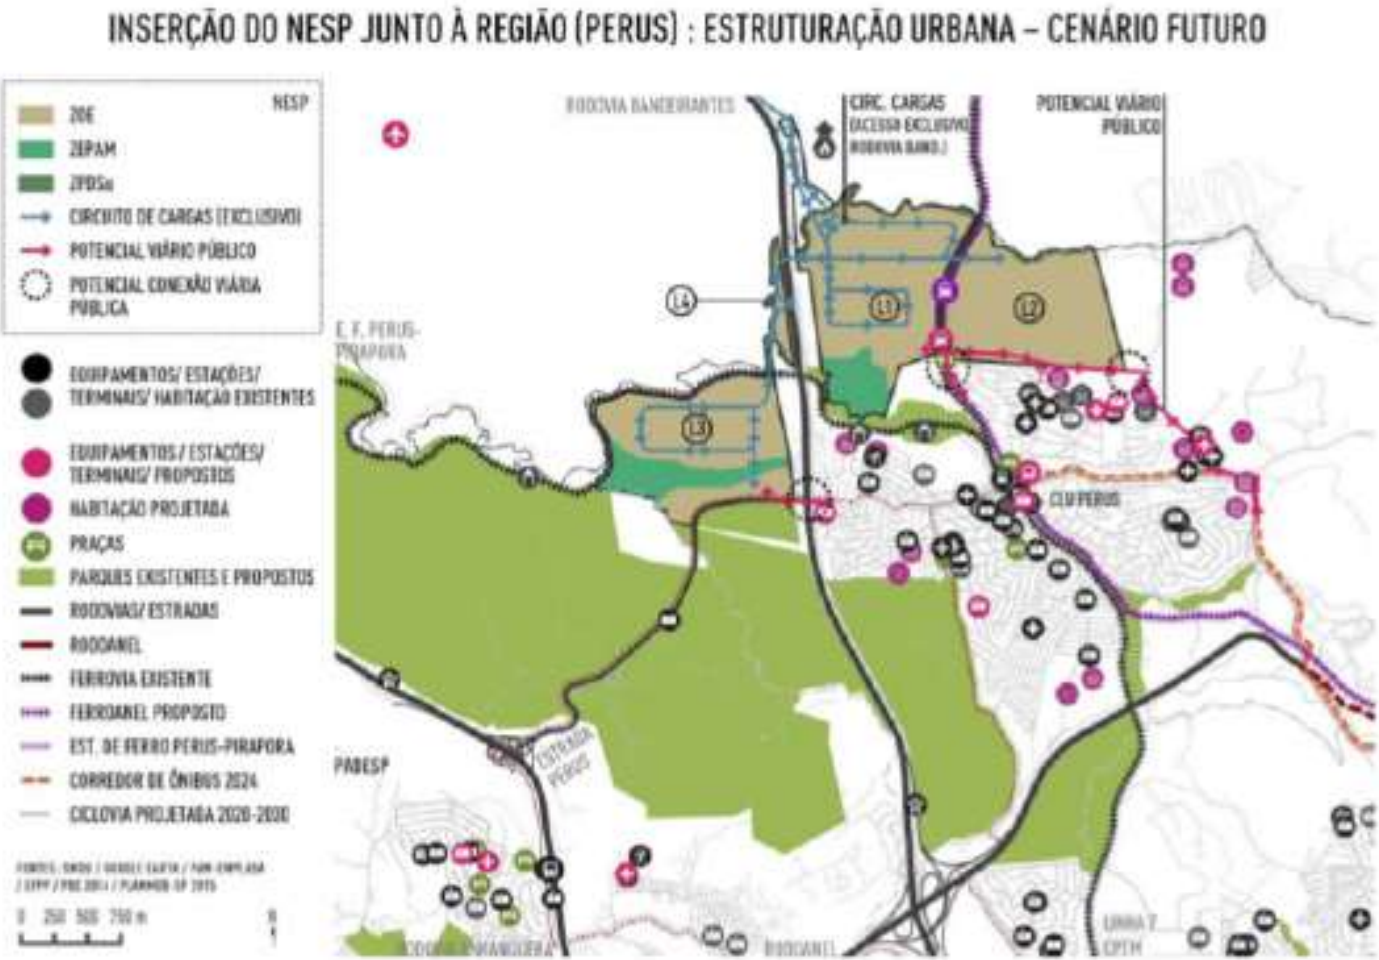 INSERÇÃO DO NESP JUNTO À REGIÃO (PERUS) : ESTRUTURAÇÃO URBANA – CENÁRIO FUTURO
NESP
ZOE
ZEPAM
ZPDSu
CIRCUITO DE CARGAS (EXCLUSIVO)
POTENCIAL VIÁRIO PÚBLICO
POTENCIAL CONEXÃO VIÁRIA
PÚBLICA
EQUIPAMENTOS/ ESTAÇÕES/
TERMINAIS/ HABITAÇÃO EXISTENTES
EQUIPAMENTOS / ESTAÇÕES/
TERMINAIS/ PROPOSTOS
HABITAÇÃO PROJETADA
PRAÇAS
PARQUES EXISTENTES E PROPOSTOS
RODOVIAS/ ESTRADAS
RODOANEL
FERROVIA EXISTENTE
FERROANEL PROPOSTO
EST. DE FERRO PERUS-PIRAPORA
CORREDOR DE ÔNIBUS 2024
CICLOVIA PROJETADA 2020-2030
0 250 500 750 m
N
RODOVIA BANDEIRANTES
CIRC. CARGAS
(ACESSO EXCLUSIVO
RODOVIA BAND.)
POTENCIAL VIÁRIO
PÚBLICO
L4
L1
L2
E. F. PERUS-
PIRAPORA
L3
CEU PERUS
ESTRADA
PERUS
PADESP
RODOVIA ANHANGUERA
RODOANEL
LINHA 7
CPTM